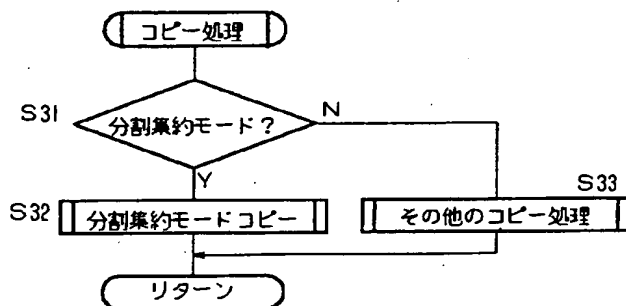 コピー処理
S31
分割集約モード?
N
Y
S32
分割集約モードコピー
S33
その他のコピー処理
リターン